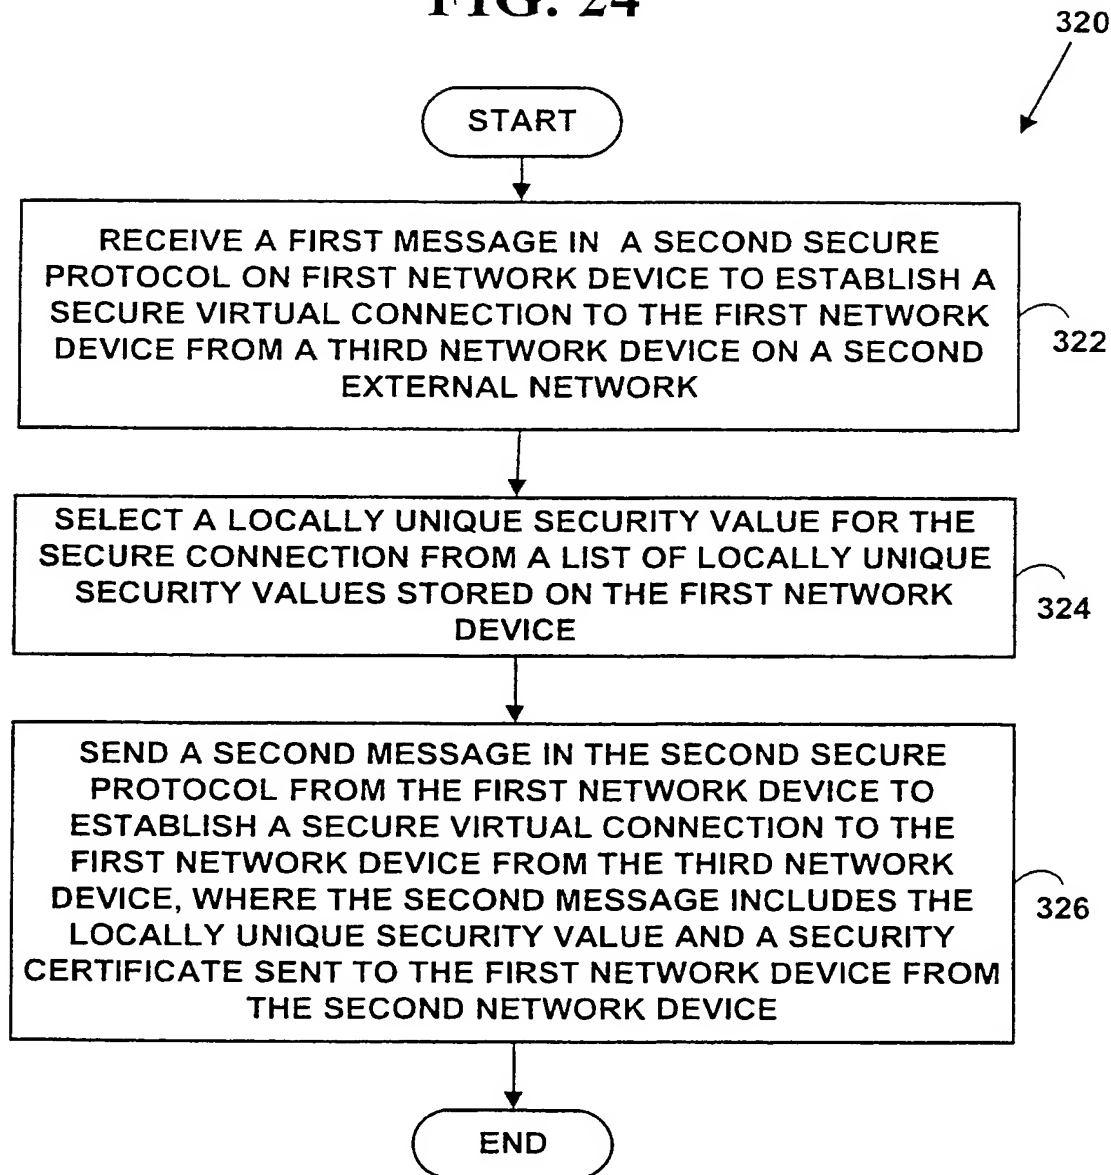 FIG. 24
320
START
RECEIVE A FIRST MESSAGE IN A SECOND SECURE
PROTOCOL ON FIRST NETWORK DEVICE TO ESTABLISH A
SECURE VIRTUAL CONNECTION TO THE FIRST NETWORK
DEVICE FROM A THIRD NETWORK DEVICE ON A SECOND
EXTERNAL NETWORK
322
SELECT A LOCALLY UNIQUE SECURITY VALUE FOR THE
SECURE CONNECTION FROM A LIST OF LOCALLY UNIQUE
SECURITY VALUES STORED ON THE FIRST NETWORK
DEVICE
324
SEND A SECOND MESSAGE IN THE SECOND SECURE
PROTOCOL FROM THE FIRST NETWORK DEVICE TO
ESTABLISH A SECURE VIRTUAL CONNECTION TO THE
FIRST NETWORK DEVICE FROM THE THIRD NETWORK
DEVICE, WHERE THE SECOND MESSAGE INCLUDES THE
LOCALLY UNIQUE SECURITY VALUE AND A SECURITY
CERTIFICATE SENT TO THE FIRST NETWORK DEVICE FROM
THE SECOND NETWORK DEVICE
326
END